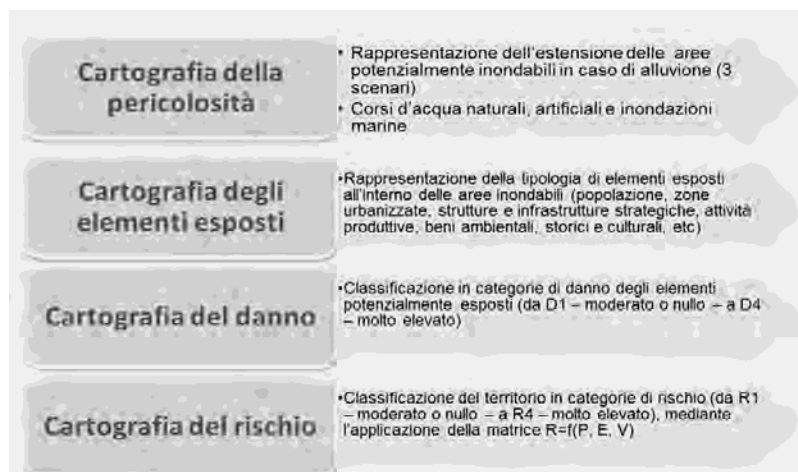 Cartografia della
pericolosità
• Rappresentazione dell'estensione delle aree
potenzialmente inondabili in caso di alluvione (3
scenari)
• Corsi d'acqua naturali, artificiali e inondazioni
marine
Cartografia degli
elementi esposti
•Rappresentazione della tipologia di elementi esposti
all'interno delle aree inondabili (popolazione, zone
urbanizzate, strutture e infrastrutture strategiche, attività
produttive, beni ambientali, storici e culturali, etc)
Cartografia del danno
•Classificazione in categorie di danno degli elementi
potenzialmente esposti (da D1 – moderato o nullo – a D4
– molto elevato)
Cartografia del rischio
•Classificazione del territorio in categorie di rischio (da R1
– moderato o nullo – a R4 – molto elevato), mediante
l'applicazione della matrice R=f(P, E, V)